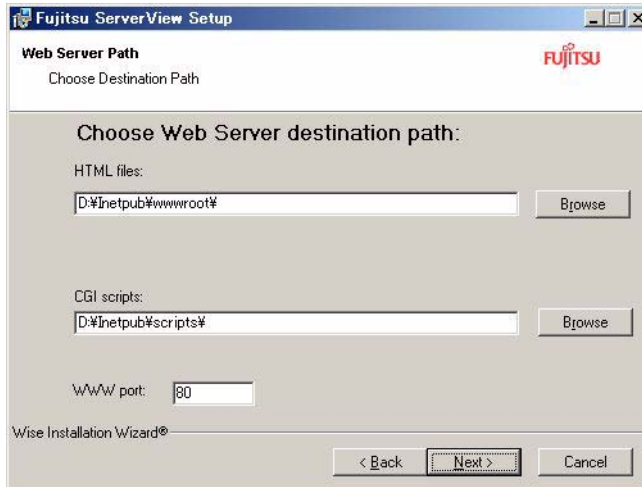 Fujitsu ServerView Setup
Web Server Path
Choose Destination Path
FUJITSU
Choose Web Server destination path:
HTML files:
D:¥Inetpub¥wwwroot¥
Browse
CGI scripts:
D:¥Inetpub¥scripts¥
Browse
WWW port: 80
Wise Installation Wizard®
< Back Next > Cancel